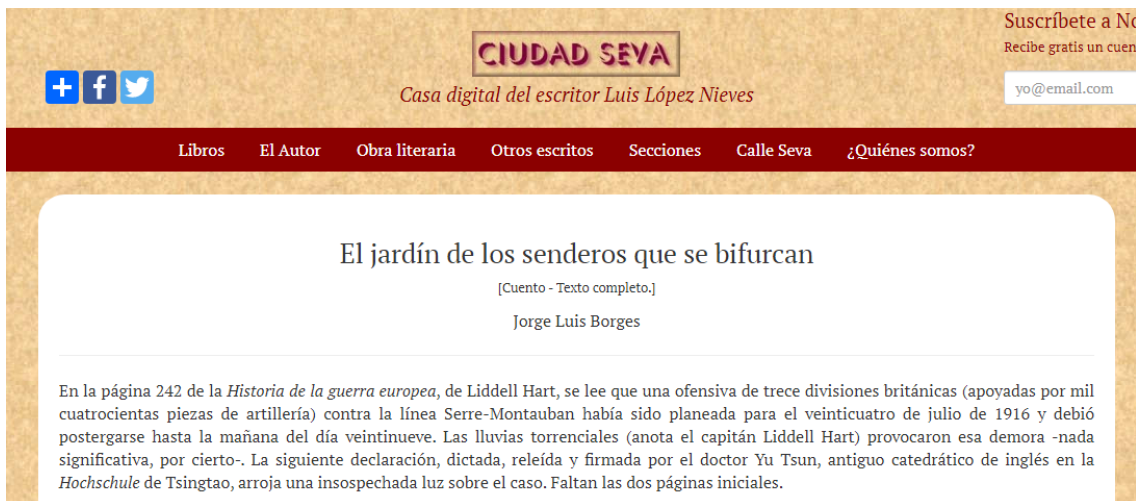 Suscríbete a
Recibe gratis un
yo@email.com
CIUDAD SEVA
Casa digital del escritor Luis López Nieves
Libros El Autor Obra literaria Otros escritos Secciones Calle Seva ¿Quiénes somos?
El jardín de los senderos que se bifurcan
[Cuento - Texto completo.]
Jorge Luis Borges
En la página 242 de la Historia de la guerra europea, de Liddell Hart, se lee que una ofensiva de trece divisiones británicas (apoyadas por mil
cuatrocientas piezas de artillería) contra la línea Serre-Montauban había sido planeada para el veinticuatro de julio de 1916 y debió
postergarse hasta la mañana del día veintinueve. Las lluvias torrenciales (anota el capitán Liddell Hart) provocaron esa demora -nada
significativa, por cierto-. La siguiente declaración, dictada, releída y firmada por el doctor Yu Tsun, antiguo catedrático de inglés en la
Hochschule de Tsingtao, arroja una insospechada luz sobre el caso. Faltan las dos páginas iniciales.